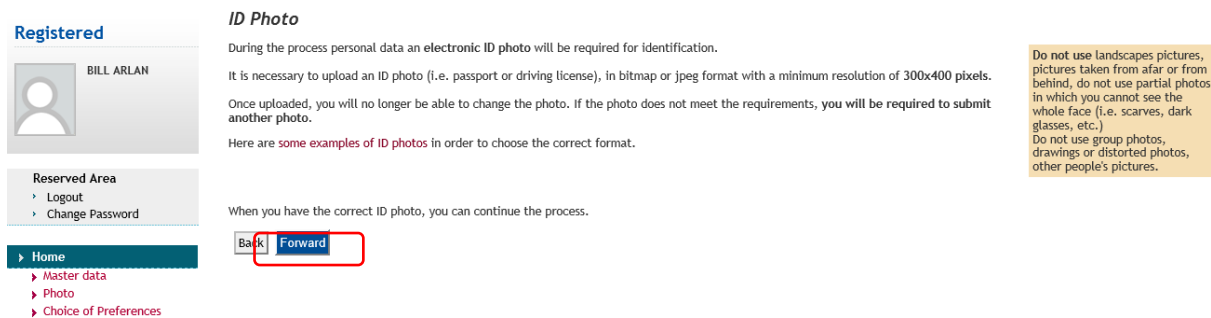 Registered
BILL ARLAN
Reserved Area
Logout
Change Password
Home
Master data
Photo
Choice of Preferences
ID Photo
During the process personal data an electronic ID photo will be required for identification.
It is necessary to upload an ID photo (i.e. passport or driving license), in bitmap or jpeg format with a minimum resolution of 300x400 pixels.
Once uploaded, you will no longer be able to change the photo. If the photo does not meet the requirements, you will be required to submit
another photo.
Here are some examples of ID photos in order to choose the correct format.
When you have the correct ID photo, you can continue the process.
Back Forward
Do not use landscapes pictures,
pictures taken from afar or from
behind, do not use partial photos
in which you cannot see the
whole face (i.e. scarves, dark
glasses, etc.)
Do not use group photos,
drawings or distorted photos,
other people's pictures.